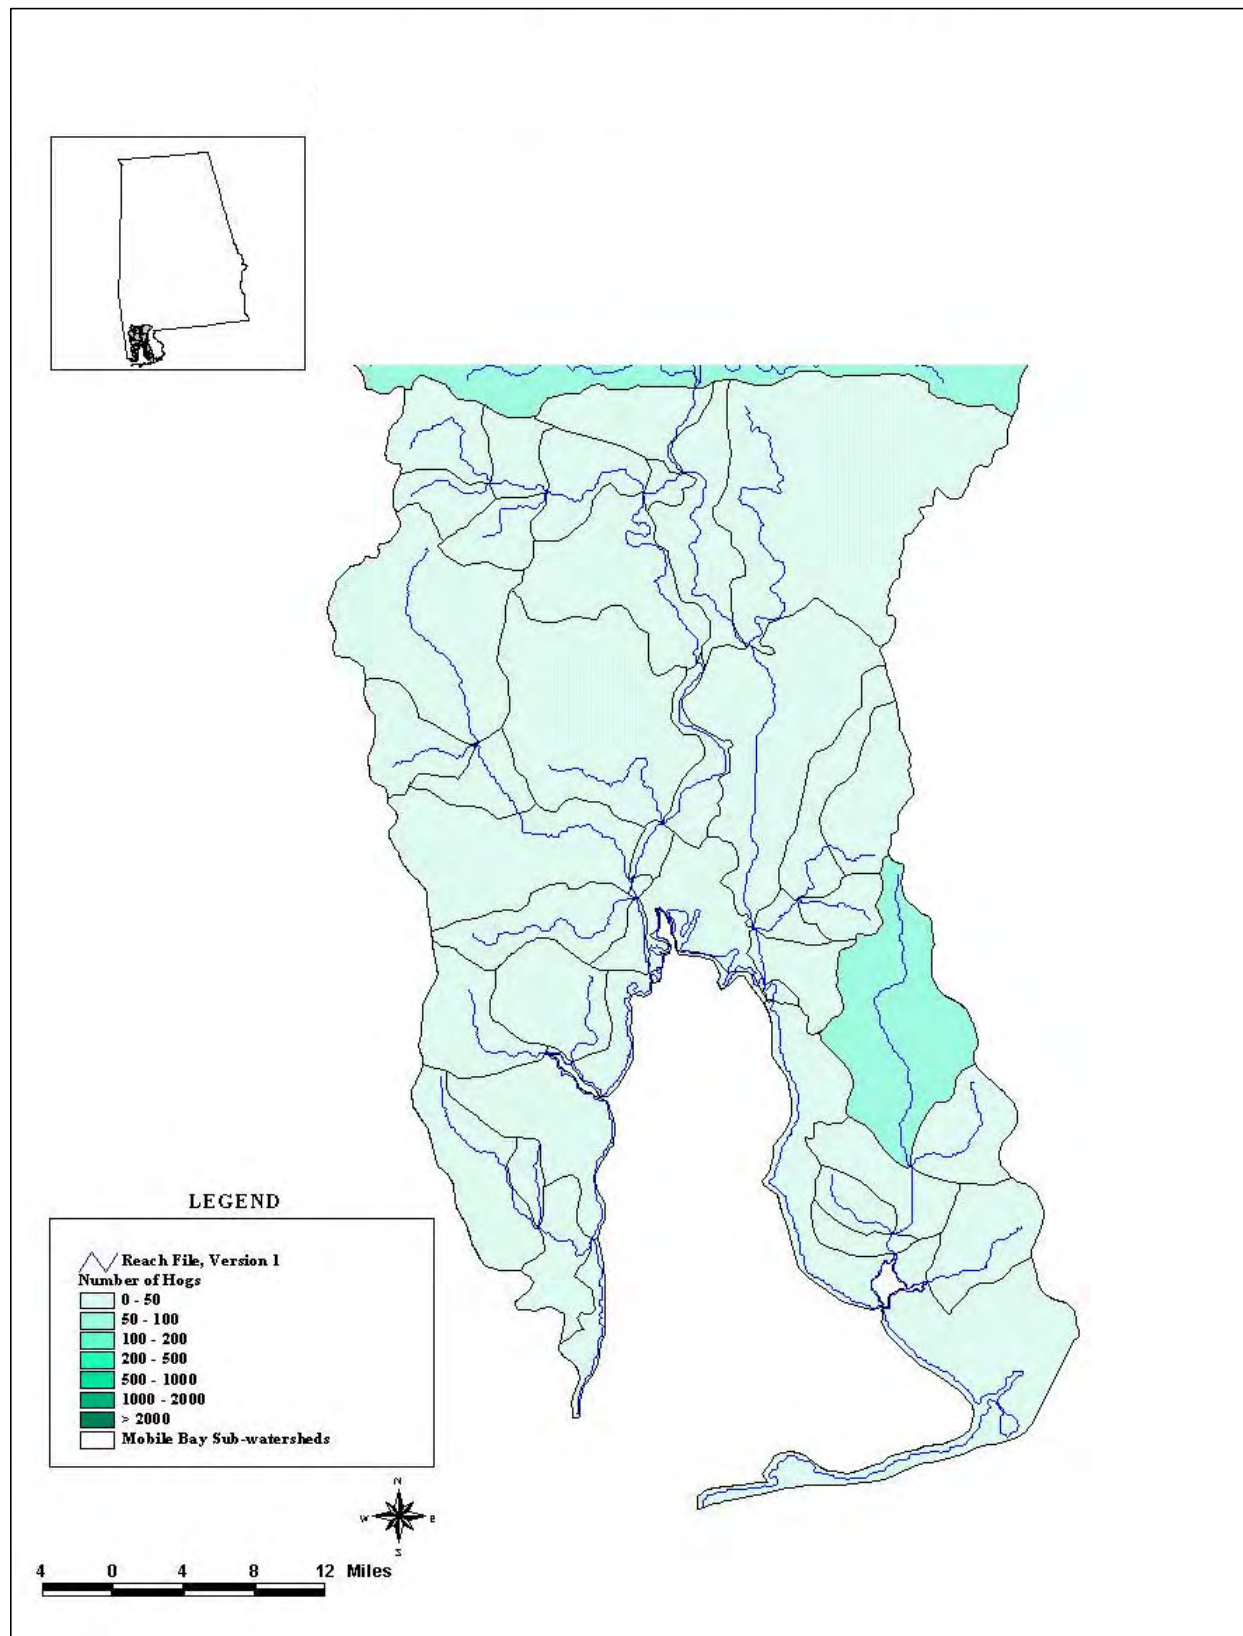 LEGEND
Reach File, Version 1
Number of Hogs
0 - 50
50 - 100
100 - 200
200 - 500
500 - 1000
1000 - 2000
> 2000
Mobile Bay Sub-watersheds
N
W E
S
4 0 4 8 12 Miles